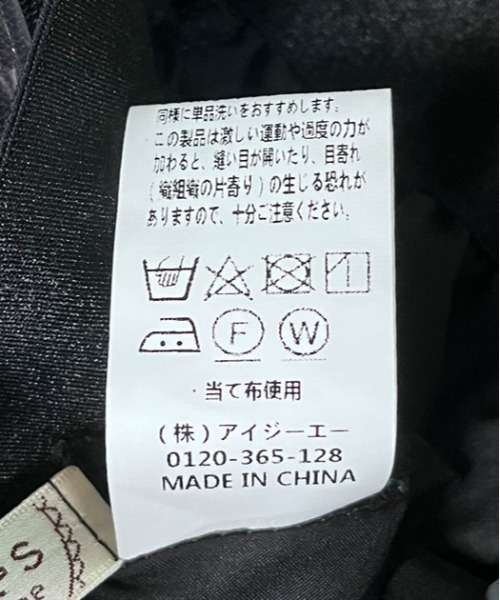 同様に単品洗いをおすすめします。
この製品は激しい運動や過度の力が
加わると、縫い目が開いたり、目寄れ
(織組織の片寄り)の生じる恐れが
ありますので、十分ご注意ください。
F W
・当て布使用
(株)アイジーエー
0120-365-128
MADE IN CHINA